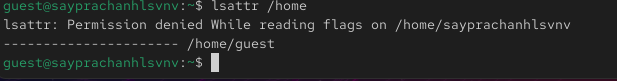 guest@sayprachanhlsvnv:~$ lsattr /home
lsattr: Permission denied While reading flags on /home/sayprachanhlsvnv
---------------------- /home/guest
guest@sayprachanhlsvnv:~$